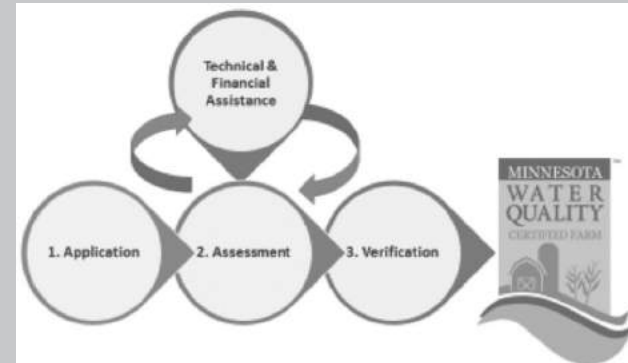 Technical &
Financial
Assistance
1. Application
2. Assessment
3. Verification
MINNESOTA
WATER
QUALITY
CERTIFIED FARM